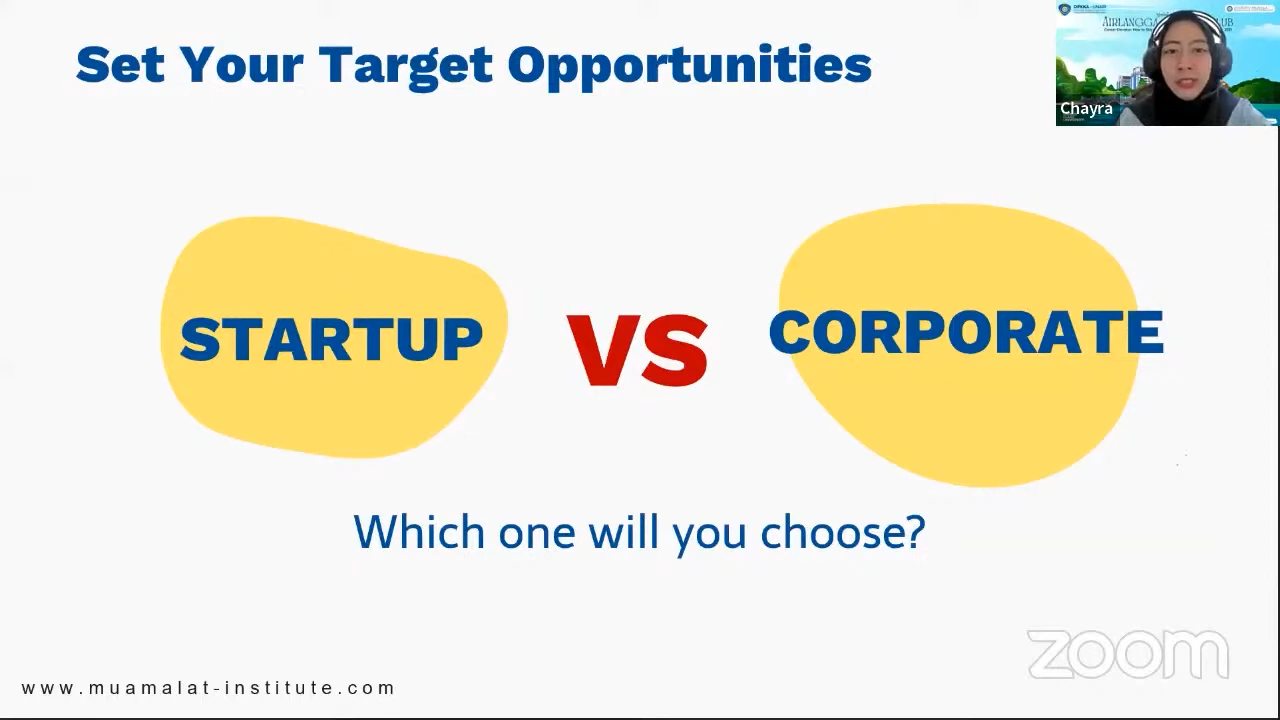 Set Your Target Opportunities
Chayra
STARTUP
VS
CORPORATE
Which one will you choose?
zoom
www.muamalat-institute.com